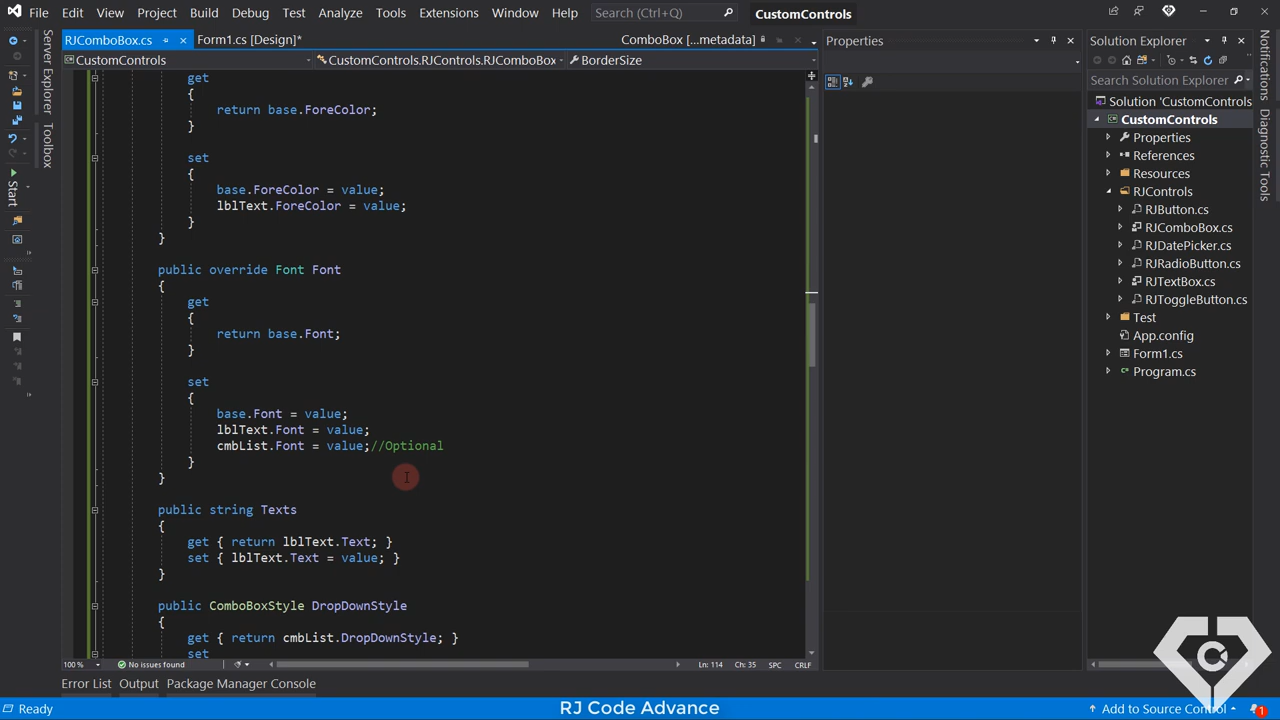 File Edit View Project Build Debug Test Analyze Tools Extensions Window Help Search (Ctrl+Q) CustomControls
RJComboBox.cs Form1.cs [Design]* ComboBox [...metadata]
CustomControls CustomControls.RJControls.RJComboBox BorderSize
get
{
return base.ForeColor;
}
set
{
base.ForeColor = value;
lblText.ForeColor = value;
}
}
public override Font Font
{
get
{
return base.Font;
}
set
{
base.Font = value;
lblText.Font = value;
cmbList.Font = value;//Optional
}
}
public string Texts
{
get { return lblText.Text; }
set { lblText.Text = value; }
}
public ComboBoxStyle DropDownStyle
{
get { return cmbList.DropDownStyle; }
set
100 % No issues found Ln: 114 Ch: 35 SPC CRLF
Error List Output Package Manager Console
Ready RJ Code Advance Add to Source Control 1
Server Explorer
Toolbox
Start
Properties
Solution Explorer
Search Solution Explorer
Solution 'CustomControls
CustomControls
Properties
References
Resources
RJControls
RJButton.cs
RJComboBox.cs
RJDatePicker.cs
RJRadioButton.cs
RJTextBox.cs
RJToggleButton.cs
Test
App.config
Form1.cs
Program.cs
Notifications
Diagnostic Tools